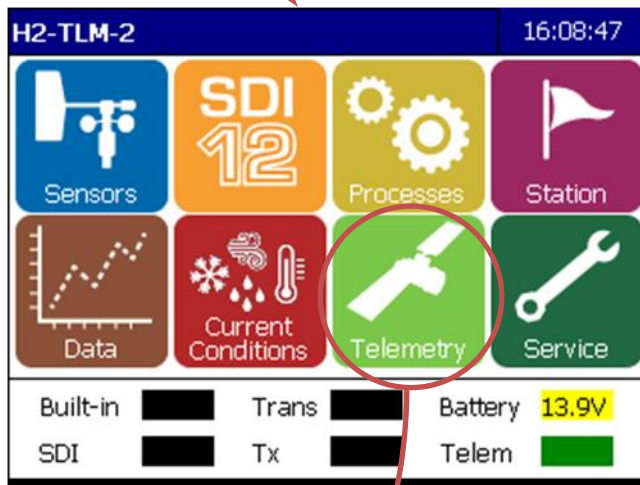 H2-TLM-2 16:08:47
SDI
12
Sensors Processes Station
Current
Data Conditions Telemetry Service
Built-in Trans Battery 13.9V
SDI Tx Telem